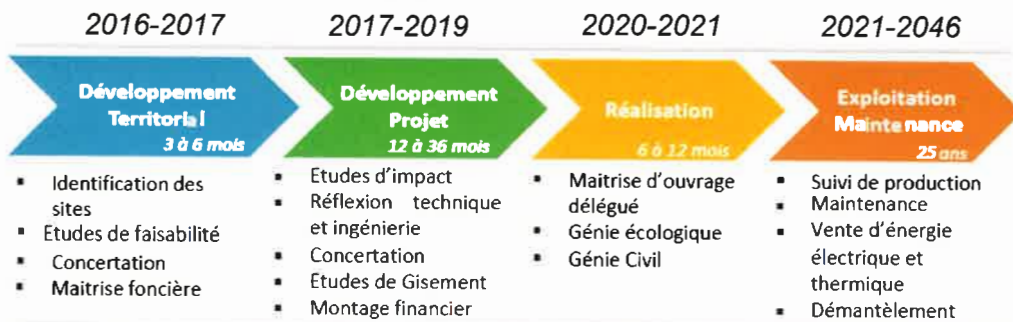 2016-2017
2017-2019
2020-2021
2021-2046
Développement
Territorial
3 à 6 mois
Développement
Projet
12 à 36 mois
Réalisation
6 à 12 mois
Exploitation
Maintenance
25 ans
▪ Identification des
sites
▪ Etudes de faisabilité
▪ Concertation
▪ Maitrise foncière
▪ Etudes d'impact
▪ Réflexion technique
et ingénierie
▪ Concertation
▪ Etudes de Gisement
▪ Montage financier
▪ Maitrise d'ouvrage
délégué
▪ Génie écologique
▪ Génie Civil
▪ Suivi de production
▪ Maintenance
▪ Vente d'énergie
électrique et
thermique
▪ Démantèlement